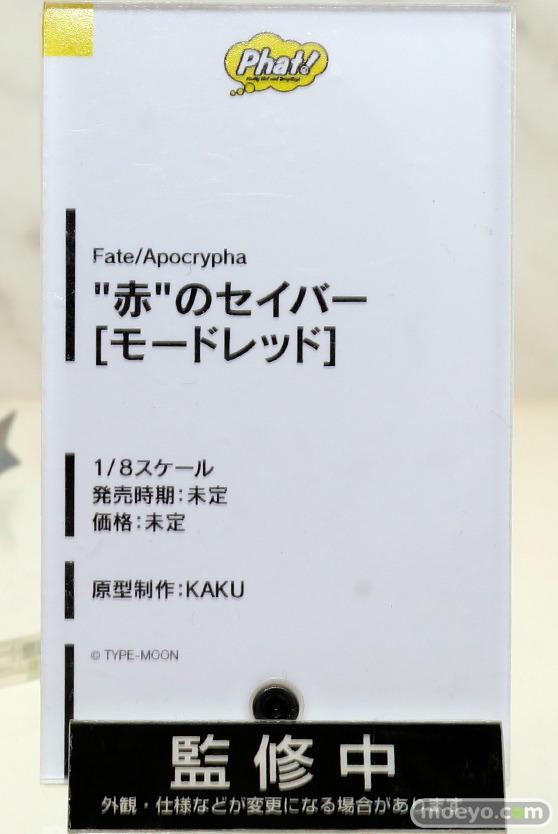 Phat!
Fate/Apocrypha
"赤"のセイバー
[モードレッド]
1/8スケール
発売時期:未定
価格:未定
原型制作:KAKU
© TYPE-MOON
監修中
外観・仕様などが変更になる場合があります
moeyo.com